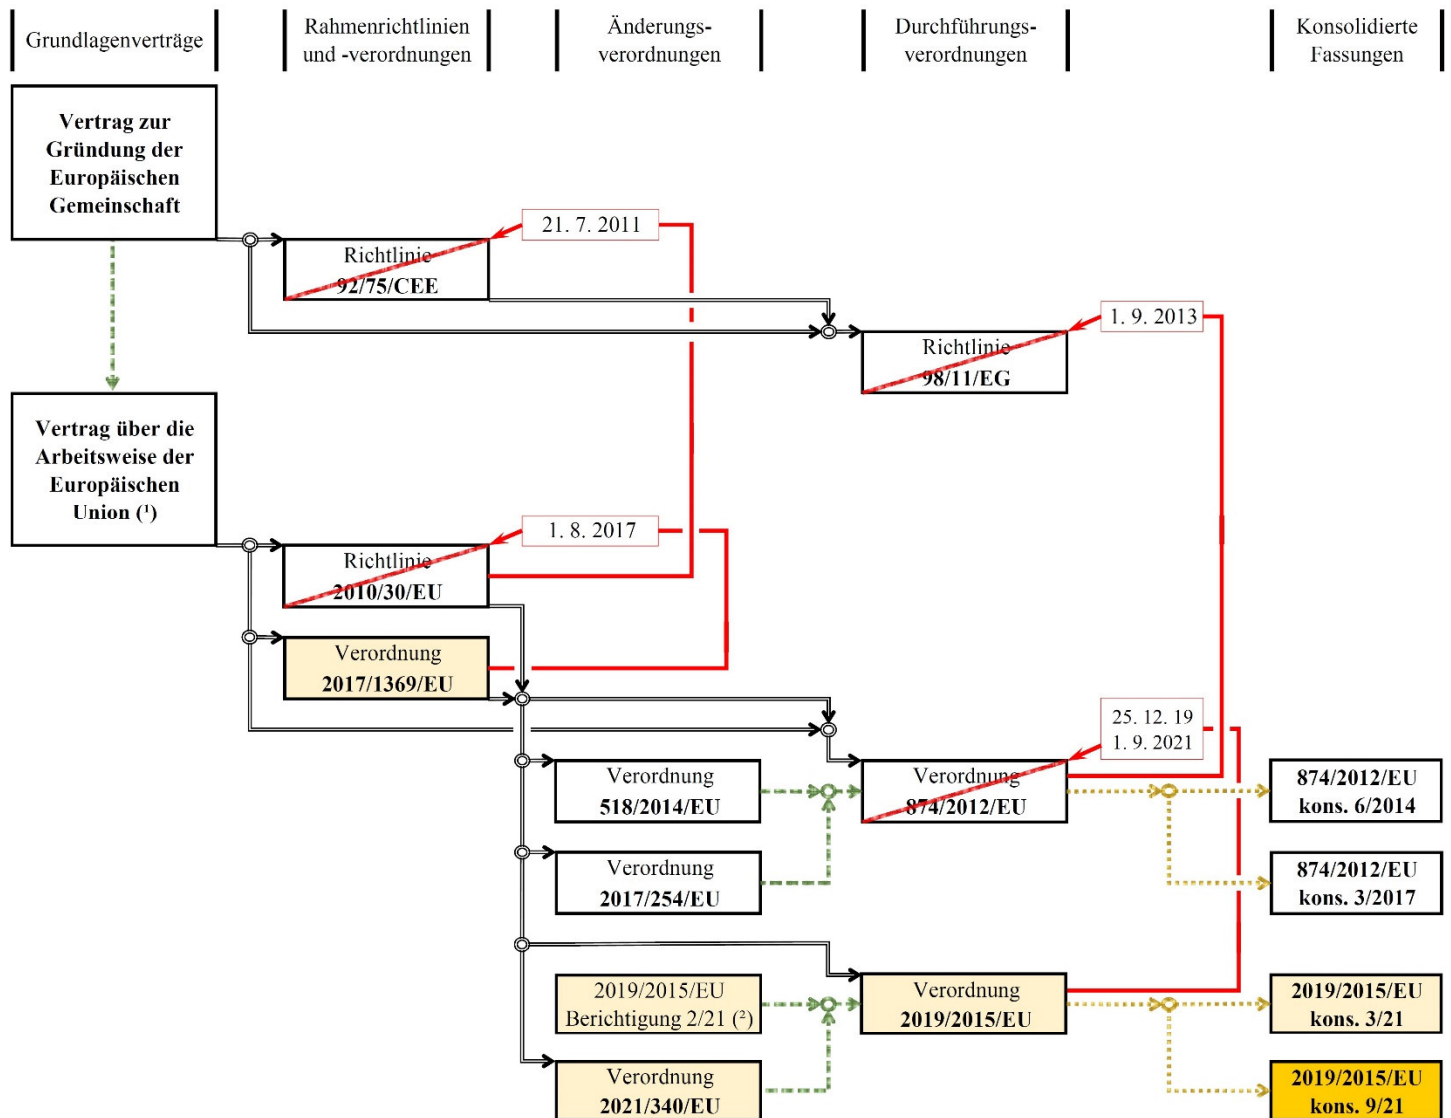 Grundlagenverträge
Rahmenrichtlinien
und -verordnungen
Änderungs-
verordnungen
Durchführungs-
verordnungen
Konsolidierte
Fassungen
Vertrag zur
Gründung der
Europäischen
Gemeinschaft
21. 7. 2011
Richtlinie
92/75/CEE
1. 9. 2013
Richtlinie
98/11/EG
Vertrag über die
Arbeitsweise der
Europäischen
Union (¹)
1. 8. 2017
Richtlinie
2010/30/EU
Verordnung
2017/1369/EU
25. 12. 19
1. 9. 2021
Verordnung
518/2014/EU
Verordnung
874/2012/EU
874/2012/EU
kons. 6/2014
Verordnung
2017/254/EU
874/2012/EU
kons. 3/2017
2019/2015/EU
Berichtigung 2/21 (²)
Verordnung
2019/2015/EU
2019/2015/EU
kons. 3/21
Verordnung
2021/340/EU
2019/2015/EU
kons. 9/21